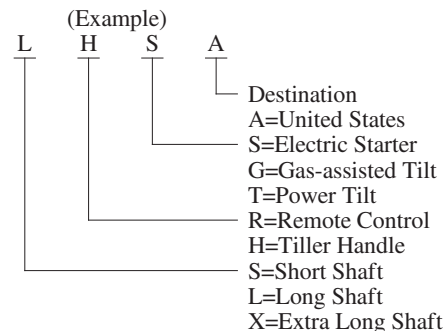 (Example)
L H S A
Destination
A=United States
S=Electric Starter
G=Gas-assisted Tilt
T=Power Tilt
R=Remote Control
H=Tiller Handle
S=Short Shaft
L=Long Shaft
X=Extra Long Shaft